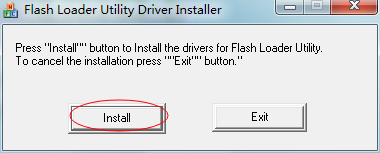 Flash Loader Utility Driver Installer
Press "Install"" button to Install the drivers for Flash Loader Utility.
To cancel the installation press ""Exit"" button."
Install
Exit